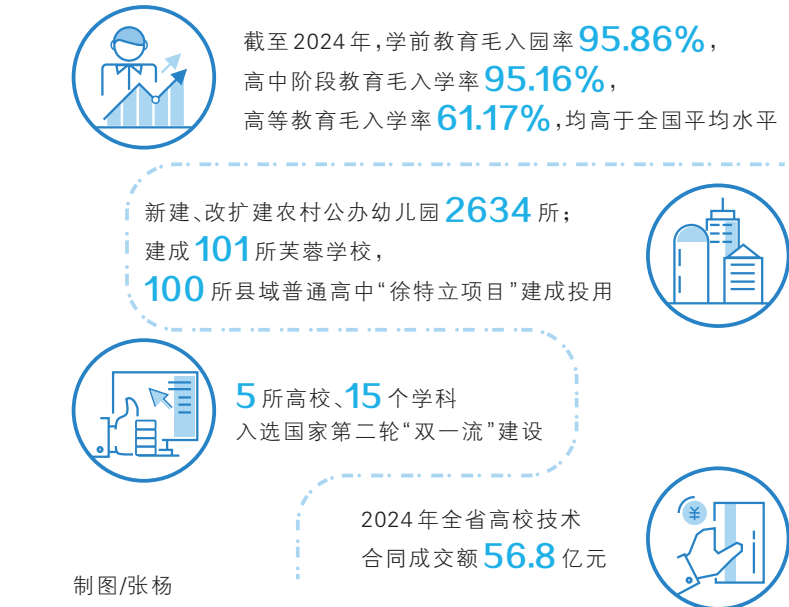 截至2024年,学前教育毛入园率95.86%,
高中阶段教育毛入学率95.16%,
高等教育毛入学率61.17%,均高于全国平均水平
新建、改扩建农村公办幼儿园2634所;
建成101所芙蓉学校,
100所县域普通高中“徐特立项目”建成投用
5所高校、15个学科
入选国家第二轮“双一流”建设
¥
2024年全省高校技术
合同成交额56.8亿元
制图/张杨